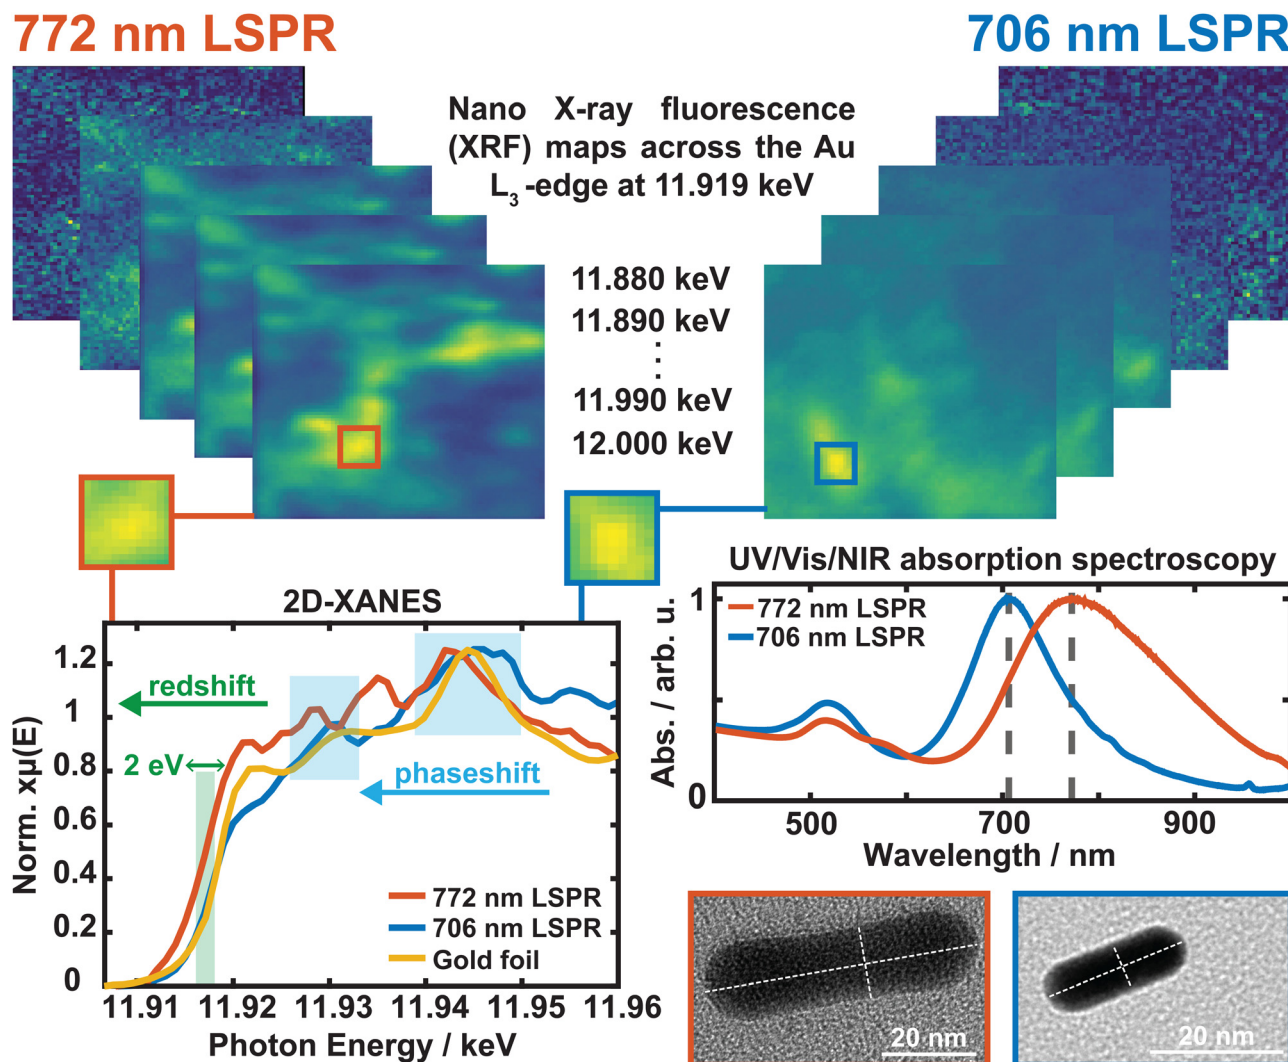 772 nm LSPR
706 nm LSPR
Nano X-ray fluorescence
(XRF) maps across the Au
L₃-edge at 11.919 keV
11.880 keV
11.890 keV
⋮
11.990 keV
12.000 keV
2D-XANES
1.2
1
0.8
0.6
0.4
0.2
0
Norm. xμ(E)
redshift
2 eV
phaseshift
772 nm LSPR
706 nm LSPR
Gold foil
11.91
11.92
11.93
11.94
11.95
11.96
Photon Energy / keV
UV/Vis/NIR absorption spectroscopy
1
0
Abs. / arb. u.
772 nm LSPR
706 nm LSPR
500
700
900
Wavelength / nm
20 nm
20 nm